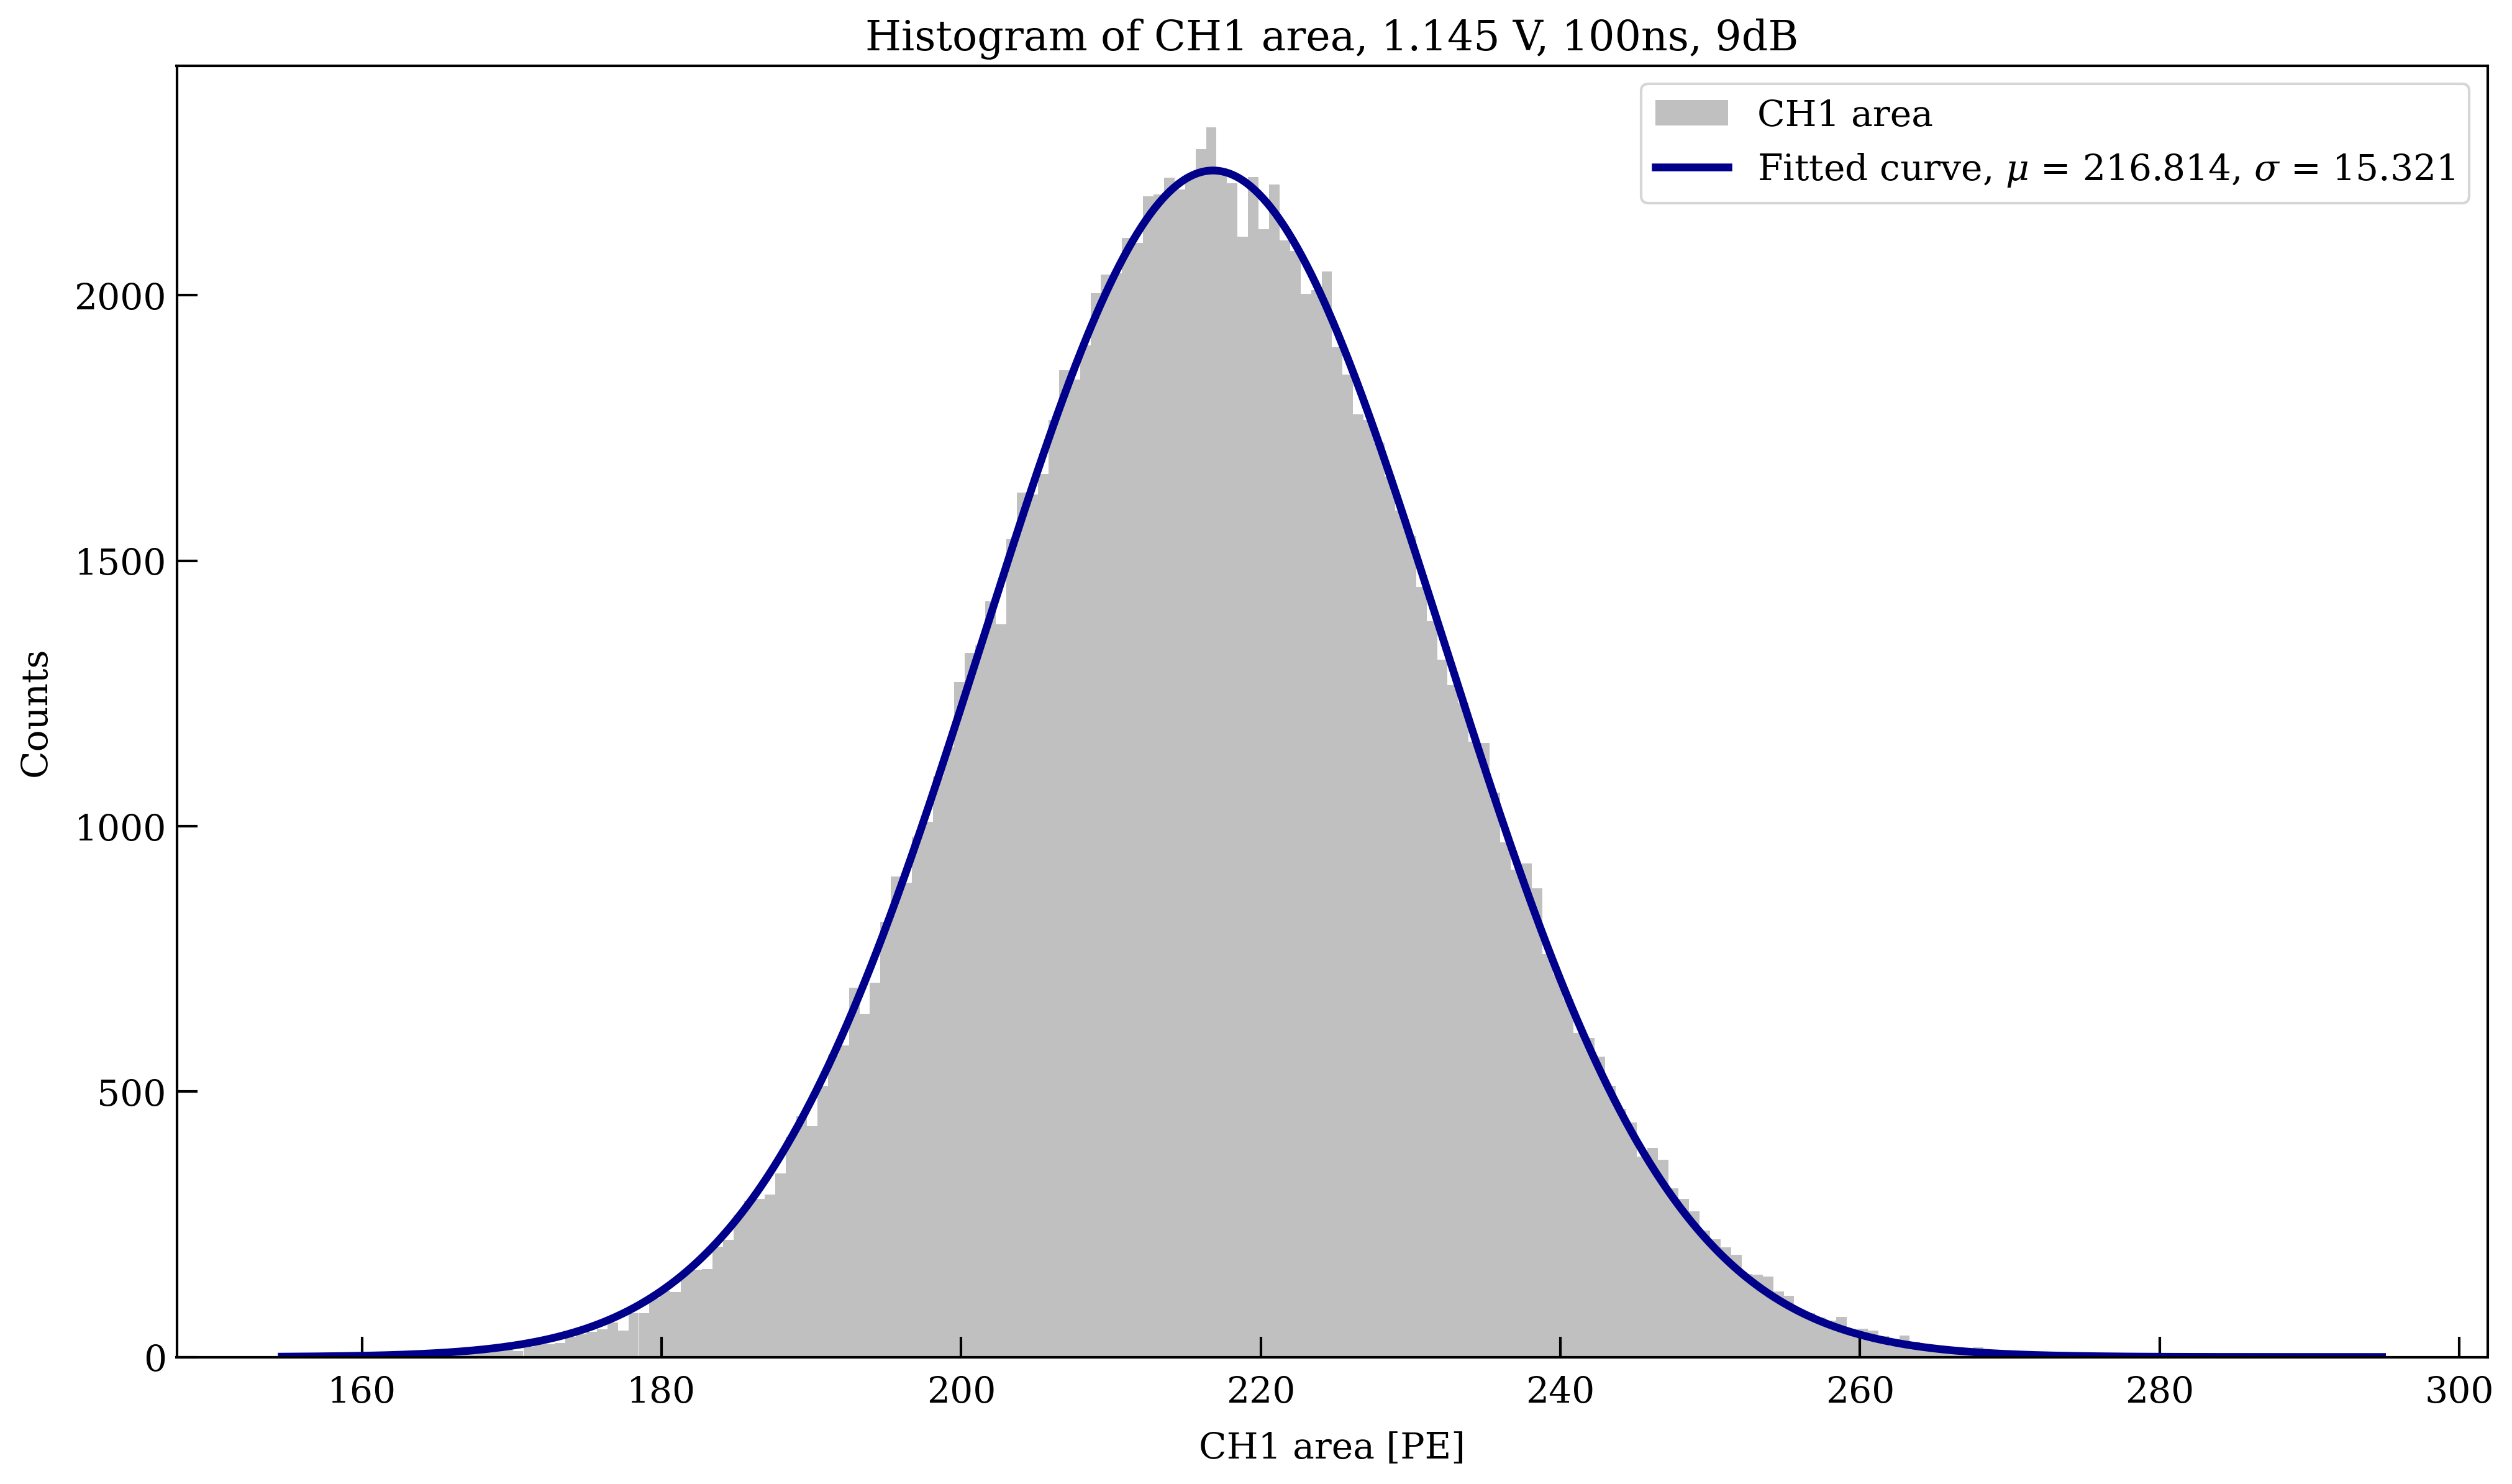 Histogram of CH1 area, 1.145 V, 100ns, 9dB
CH1 area
Fitted curve, μ = 216.814, σ = 15.321
2000
1500
1000
500
0
Counts
160 180 200 220 240 260 280 300
CH1 area [PE]